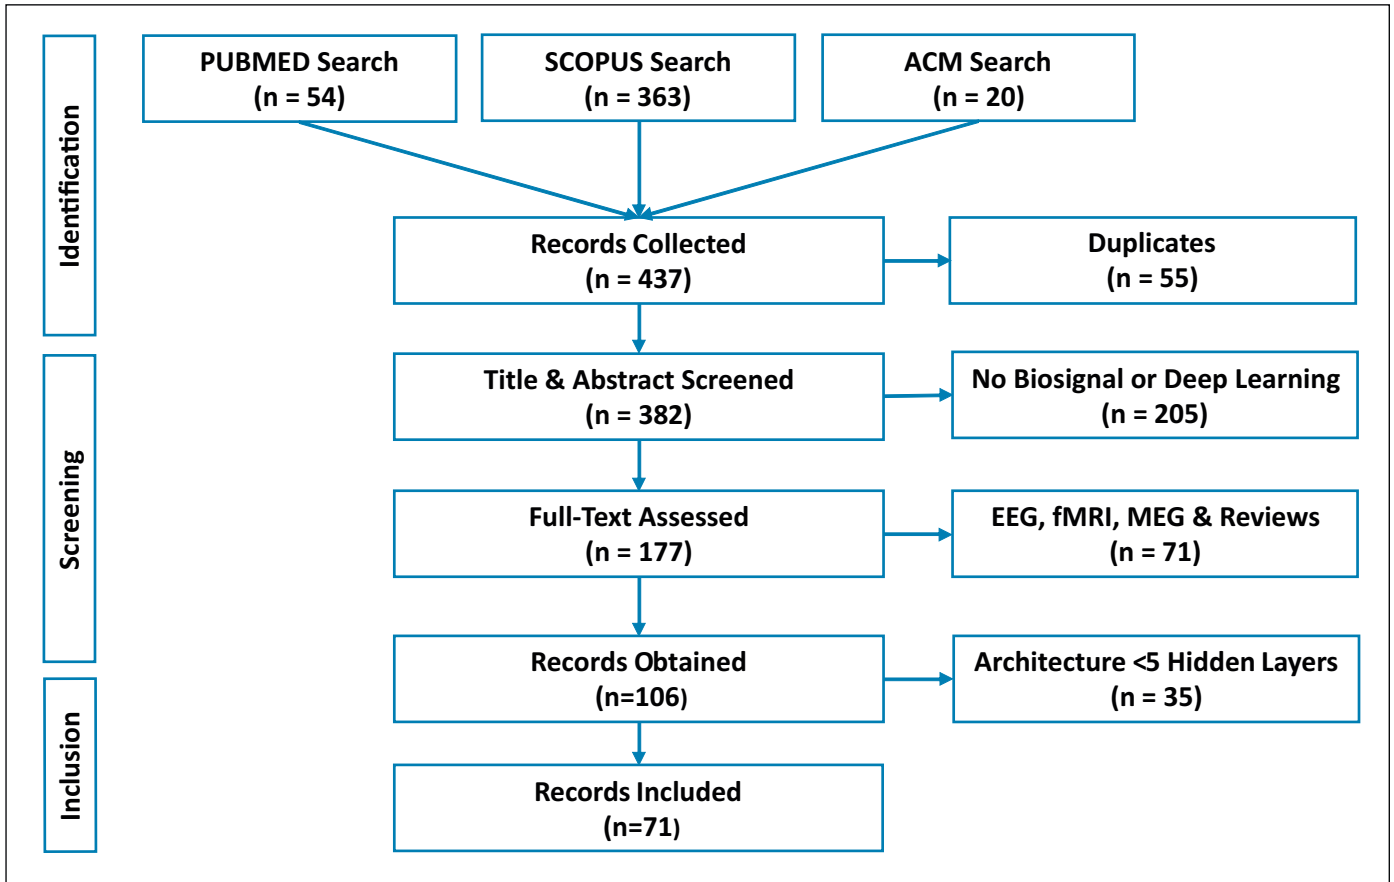 Identification
PUBMED Search
(n = 54)
SCOPUS Search
(n = 363)
ACM Search
(n = 20)
Records Collected
(n = 437)
Duplicates
(n = 55)
Screening
Title & Abstract Screened
(n = 382)
No Biosignal or Deep Learning
(n = 205)
Full-Text Assessed
(n = 177)
EEG, fMRI, MEG & Reviews
(n = 71)
Records Obtained
(n=106)
Architecture <5 Hidden Layers
(n = 35)
Inclusion
Records Included
(n=71)